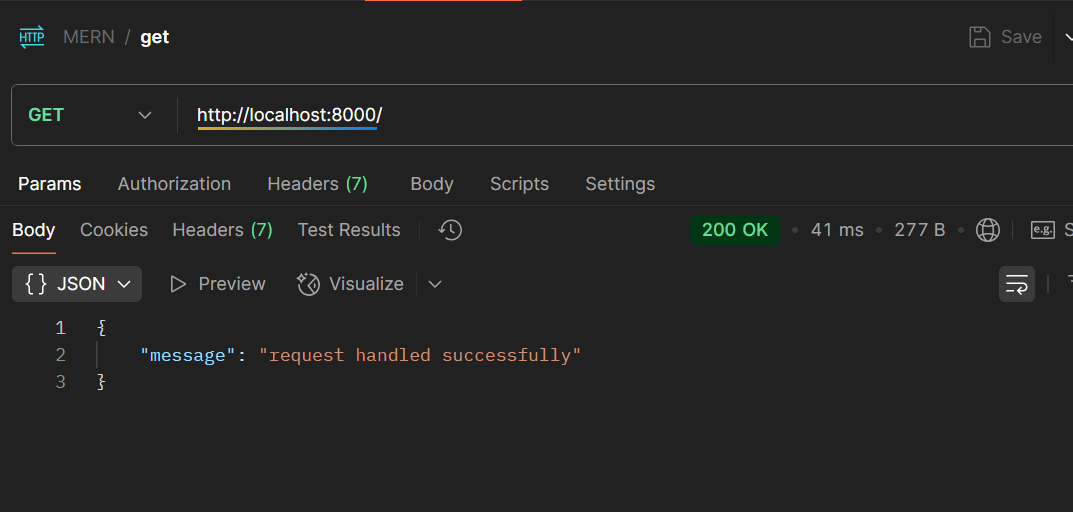 HTTP MERN / get Save
GET http://localhost:8000/
Params Authorization Headers (7) Body Scripts Settings
Body Cookies Headers (7) Test Results 200 OK • 41 ms • 277 B • e.g. S
{} JSON Preview Visualize
1 {
2 "message": "request handled successfully"
3 }